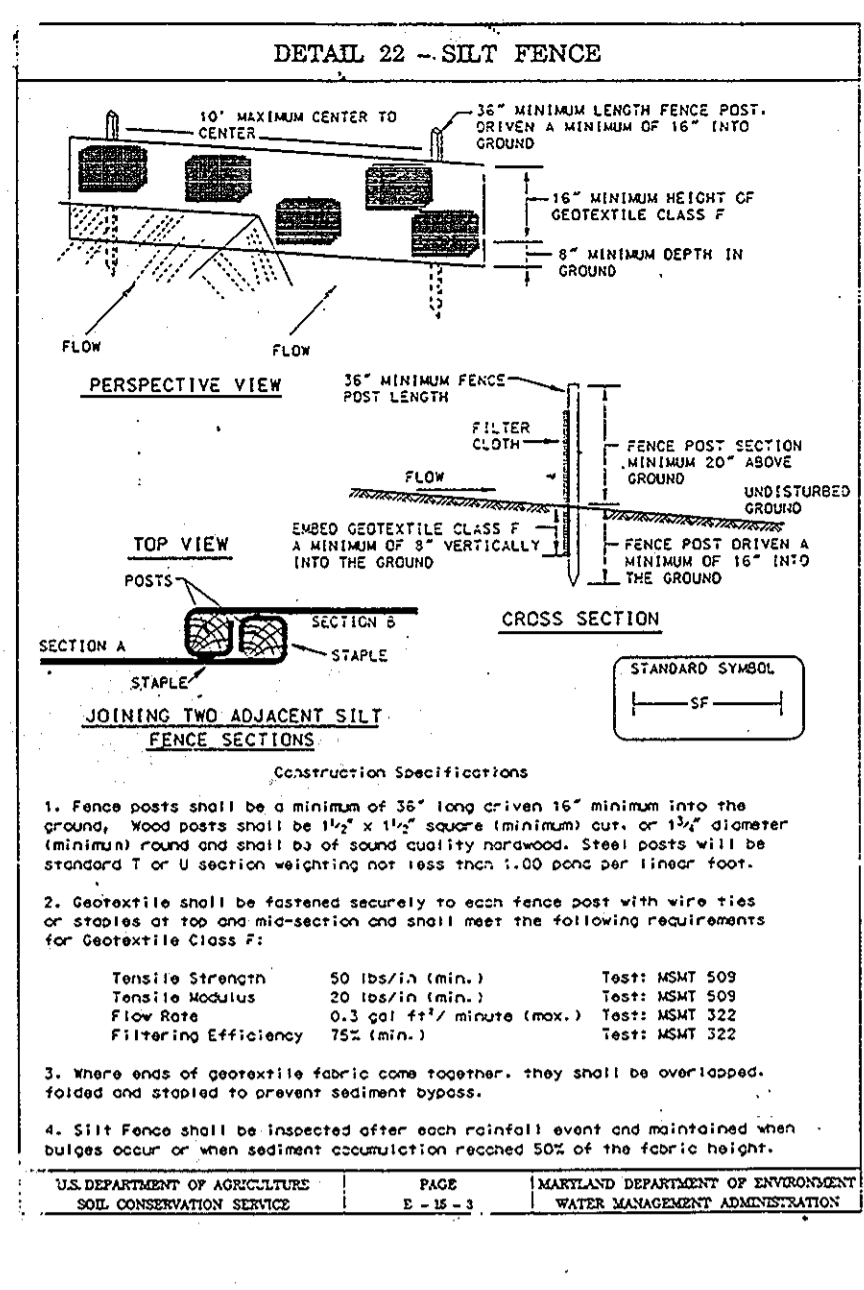 DETAIL 22 - SILT FENCE
10' MAXIMUM CENTER TO
CENTER
36" MINIMUM LENGTH FENCE POST,
DRIVEN A MINIMUM OF 16" INTO
GROUND
16" MINIMUM HEIGHT OF
GEOTEXTILE CLASS F
8" MINIMUM DEPTH IN
GROUND
FLOW
FLOW
PERSPECTIVE VIEW
36" MINIMUM FENCE
POST LENGTH
FILTER
CLOTH
FENCE POST SECTION
MINIMUM 20" ABOVE
GROUND
FLOW
UNDISTURBED
GROUND
EMBED GEOTEXTILE CLASS F
A MINIMUM OF 8" VERTICALLY
INTO THE GROUND
FENCE POST DRIVEN A
MINIMUM OF 16" INTO
THE GROUND
TOP VIEW
POSTS
SECTION B
SECTION A
STAPLE
STAPLE
CROSS SECTION
STANDARD SYMBOL
SF
JOINING TWO ADJACENT SILT
FENCE SECTIONS
Construction Specifications
1. Fence posts shall be a minimum of 36" long driven 16" minimum into the
ground. Wood posts shall be 1 1/2" x 1 1/2" square (minimum) cut, or 1 3/4" diameter
(minimum) round and shall be of sound quality hardwood. Steel posts will be
standard T or U section weighting not less than 1.00 pond per linear foot.
2. Geotextile shall be fastened securely to each fence post with wire ties
or staples at top and mid-section and shall meet the following requirements
for Geotextile Class F:
Tensile Strength 50 lbs/in (min.) Test: MSMT 509
Tensile Modulus 20 lbs/in (min.) Test: MSMT 509
Flow Rate 0.3 gal ft²/ minute (max.) Test: MSMT 322
Filtering Efficiency 75% (min.) Test: MSMT 322
3. Where ends of geotextile fabric come together, they shall be overlapped,
folded and stapled to prevent sediment bypass.
4. Silt Fence shall be inspected after each rainfall event and maintained when
bulges occur or when sediment accumulation reached 50% of the fabric height.
U.S. DEPARTMENT OF AGRICULTURE
SOIL CONSERVATION SERVICE
PAGE
E - 15 - 3
MARYLAND DEPARTMENT OF ENVIRONMENT
WATER MANAGEMENT ADMINISTRATION